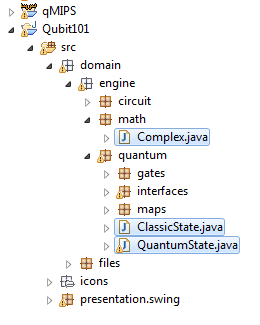 qMIPS
Qubit101
src
domain
engine
circuit
math
Complex.java
quantum
gates
interfaces
maps
ClassicState.java
QuantumState.java
files
icons
presentation.swing